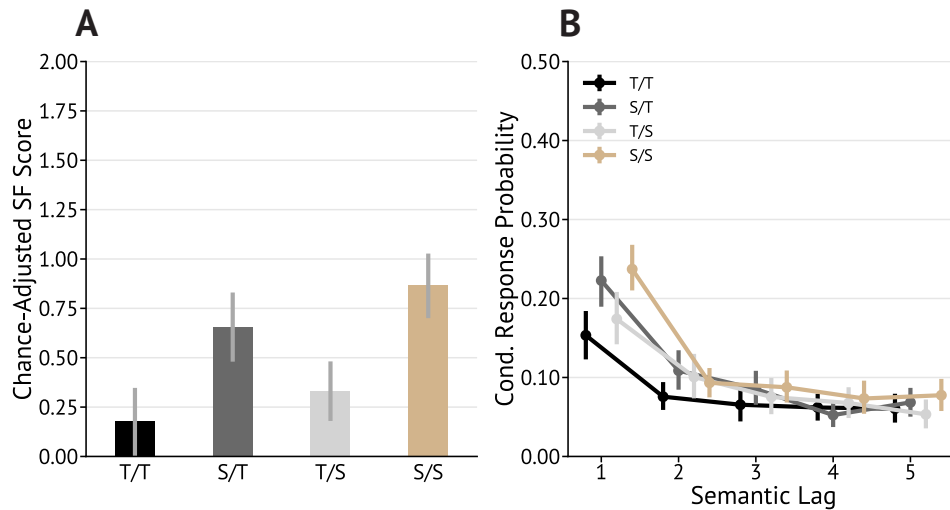 A
Chance-Adjusted SF Score
2.00
1.75
1.50
1.25
1.00
0.75
0.50
0.25
0.00
T/T S/T T/S S/S
B
Cond. Response Probability
0.50
0.40
0.30
0.20
0.10
0.00
T/T
S/T
T/S
S/S
1 2 3 4 5
Semantic Lag